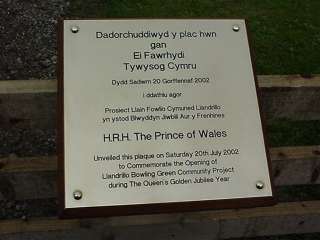 Dadorchuddiwyd y plac hwn
gan
Ei Fawrhydi
Tywysog Cymru
Dydd Sadwrn 20 Gorffennaf 2002
i ddathlu agor
Prosiect Llain Fowlio Cymuned Llandrillo
yn ystod Blwyddyn Jiwbili Aur y Frenhines
H.R.H. The Prince of Wales
Unveiled this plaque on Saturday 20th July 2002
to Commemorate the Opening of
Llandrillo Bowling Green Community Project
during The Queen's Golden Jubilee Year